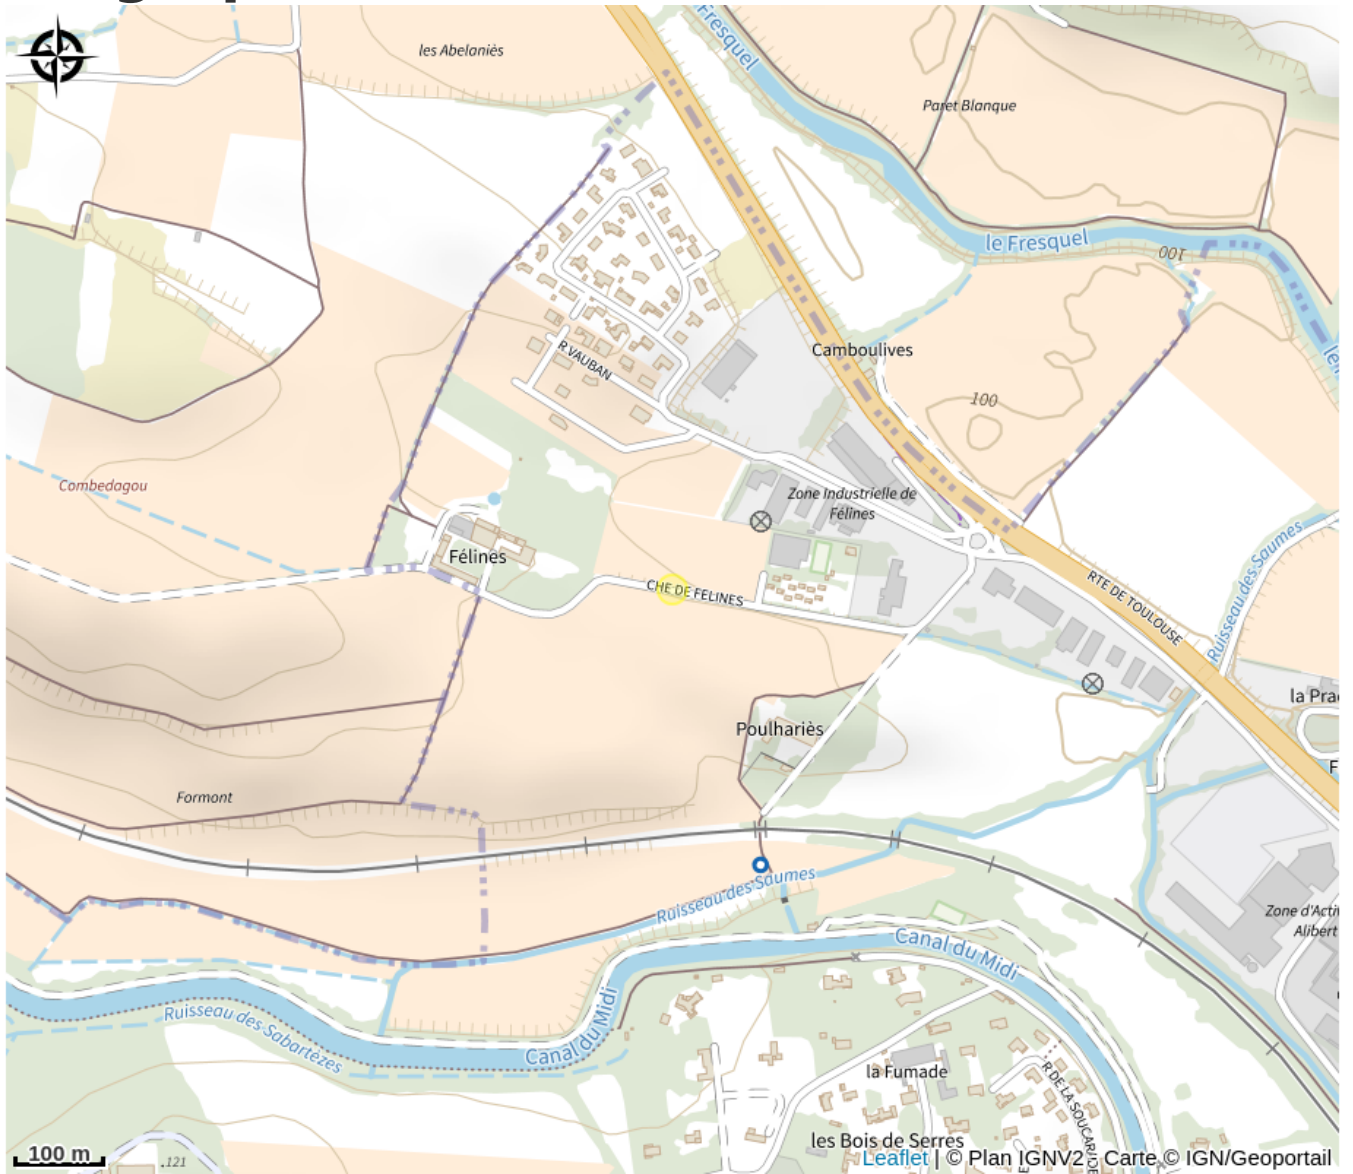 les Abelaniès
Fresquel
Paret Blanque
le Fresquel
100
Camboulives
R VAUBAN
100
Combedagou
Zone Industrielle de
Félines
Félines
CHE DE FELINES
RTE DE TOULOUSE
Ruisseau des Saumes
la Pra
Poulhariès
Formont
Ruisseau des Saumes
Zone d'Acti
Alibert
Canal du Midi
Ruisseau des Sabartèzes
Canal du Midi
la Fumade
R DE LA SOUCARIDE
les Bois de Serres
100 m
.121
Leaflet | © Plan IGNV2 - Carte © IGN/Geoportail